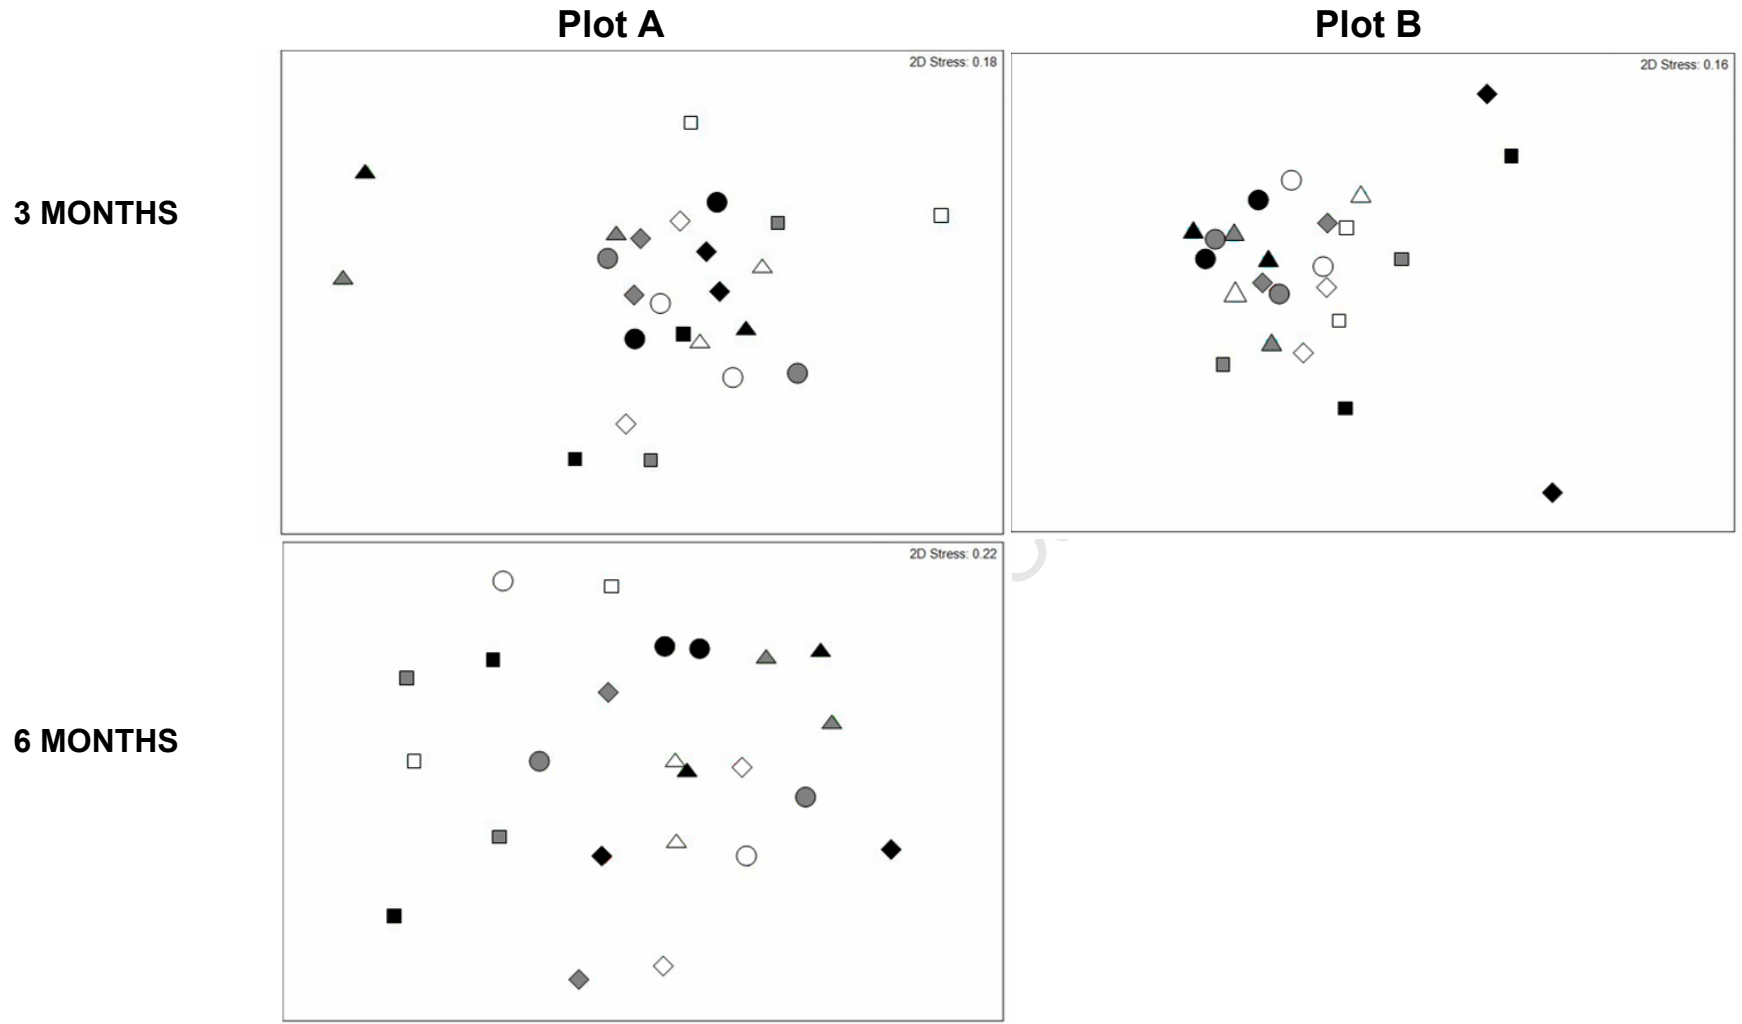 Plot A
Plot B
2D Stress: 0.18
2D Stress: 0.16
3 MONTHS
2D Stress: 0.22
6 MONTHS